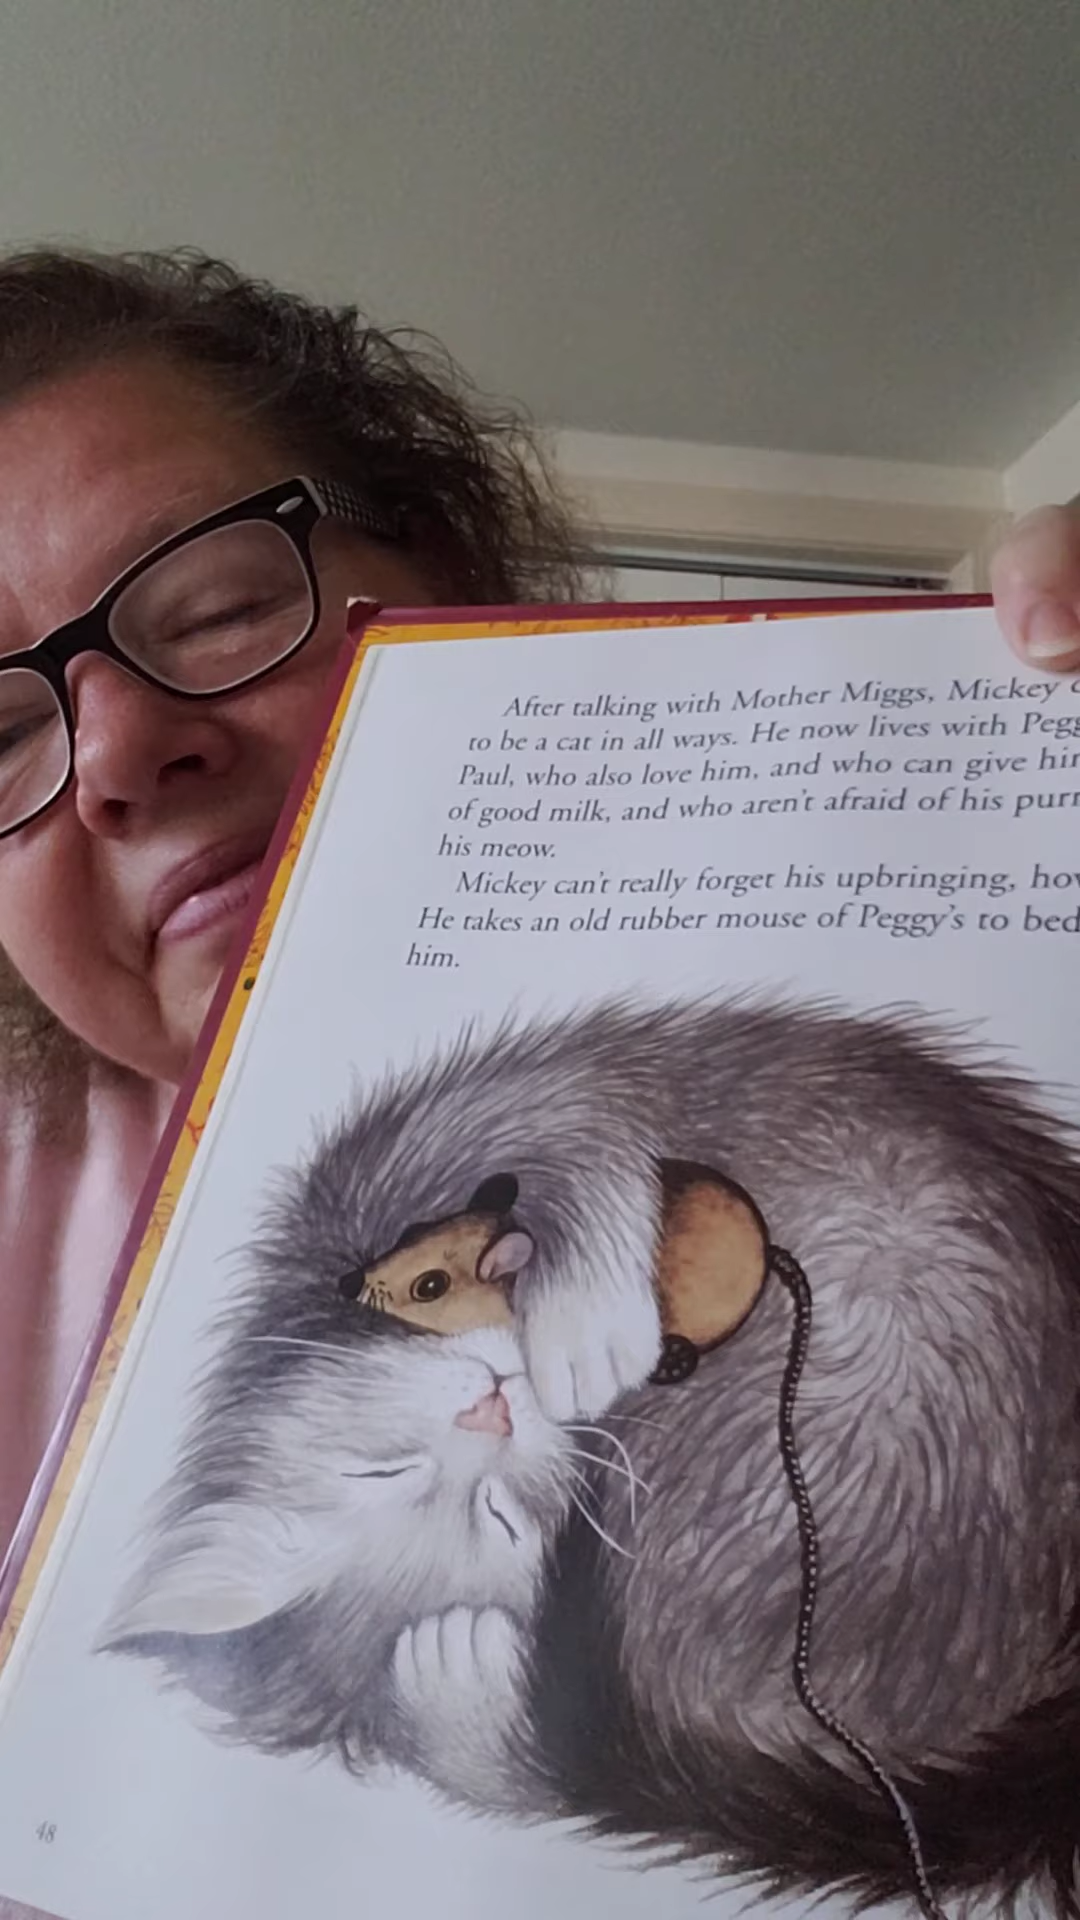 After talking with Mother Miggs, Mickey
to be a cat in all ways. He now lives with
Paul, who also love him, and who can give
of good milk, and who aren't afraid of his
his meow.
Mickey can't really forget his upbringing,
He takes an old rubber mouse of Peggy's to bed
him.
48